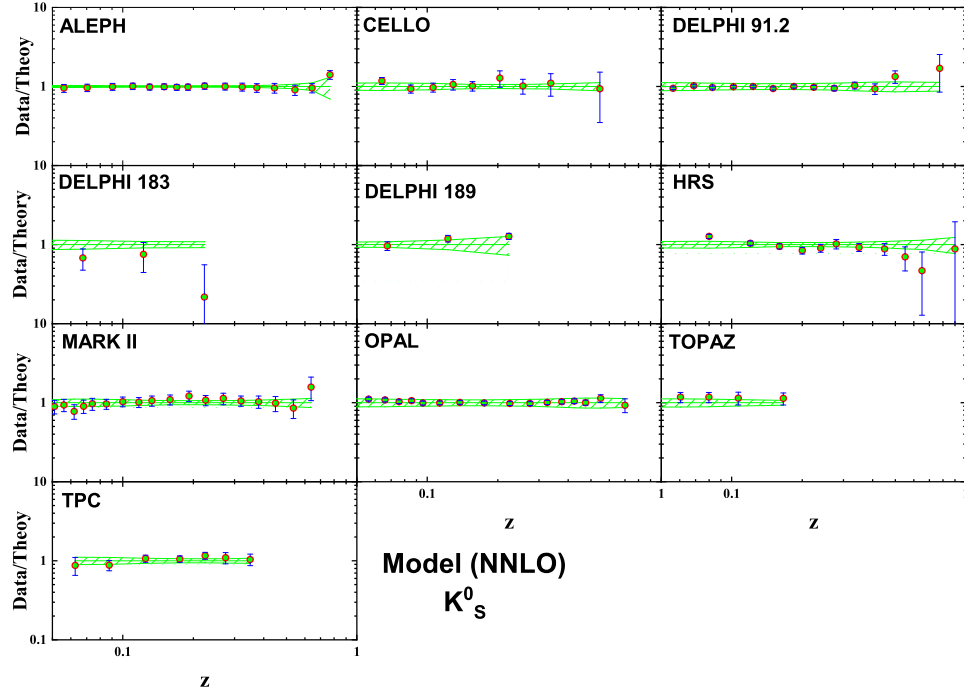 10
ALEPH
CELLO
DELPHI 91.2
Data/Theoy
1
10
DELPHI 183
DELPHI 189
HRS
Data/Theory
1
10
MARK II
OPAL
TOPAZ
Data/Theoy
1
10
0.1
1
0.1
1
TPC
z
z
Data/Theoy
1
Model (NNLO)
K⁰S
0.1
0.1
1
z